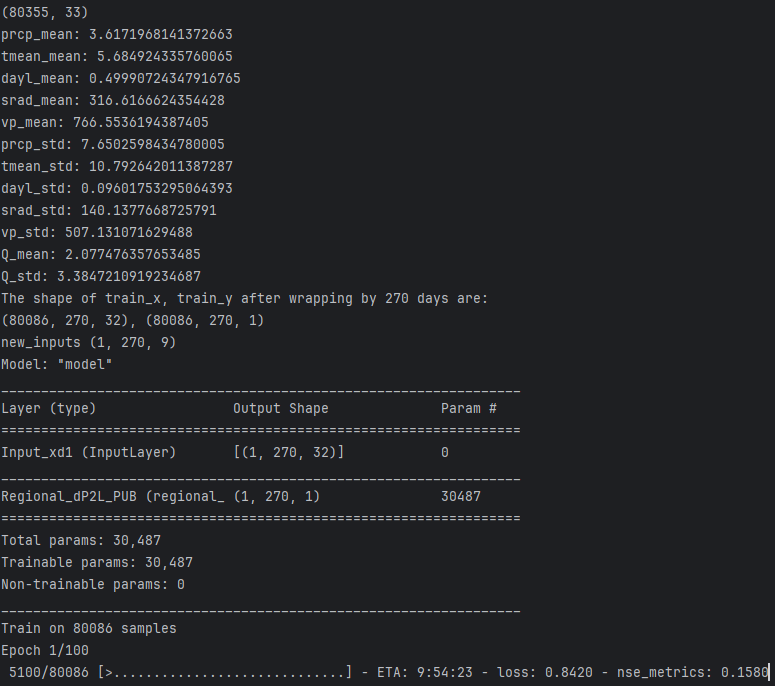 (80355, 33)
prcp_mean: 3.6171968141372663
tmean_mean: 5.684924335760065
dayl_mean: 0.49990724347916765
srad_mean: 316.6166624354428
vp_mean: 766.5536194387405
prcp_std: 7.6502598434780005
tmean_std: 10.792642011387287
dayl_std: 0.09601753295064393
srad_std: 140.1377668725791
vp_std: 507.131071629488
Q_mean: 2.077476357653485
Q_std: 3.3847210919234687
The shape of train_x, train_y after wrapping by 270 days are:
(80086, 270, 32), (80086, 270, 1)
new_inputs (1, 270, 9)
Model: "model"
_________________________________________________________________
Layer (type)                 Output Shape              Param #
=================================================================
Input_xd1 (InputLayer)       [(1, 270, 32)]            0
_________________________________________________________________
Regional_dP2L_PUB (regional_ (1, 270, 1)               30487
=================================================================
Total params: 30,487
Trainable params: 30,487
Non-trainable params: 0
_________________________________________________________________
Train on 80086 samples
Epoch 1/100
 5100/80086 [>.............................] - ETA: 9:54:23 - loss: 0.8420 - nse_metrics: 0.1580